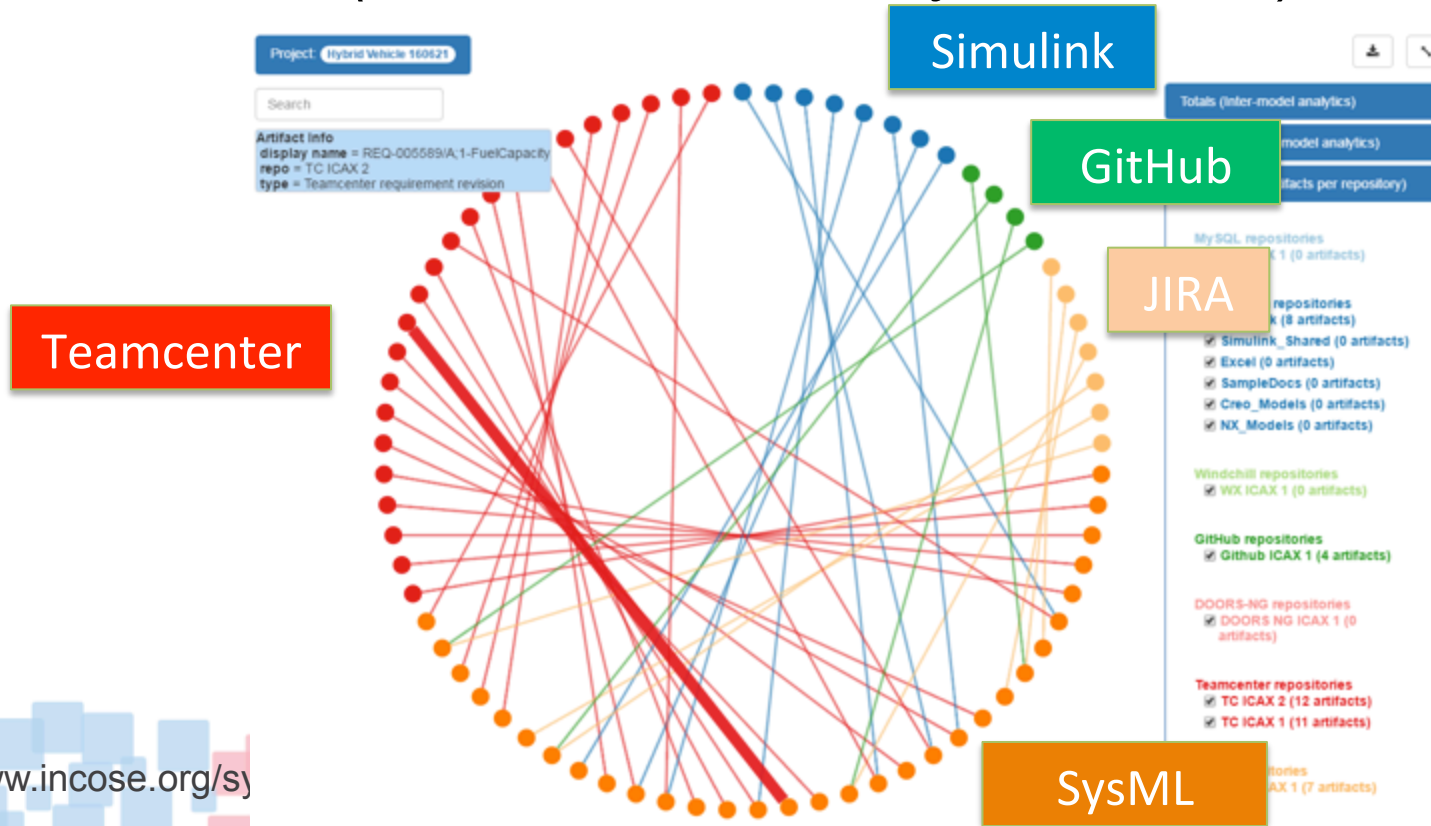 Project: Hybrid Vehicle 160621
Simulink
Search
Totals (Inter-model analytics)
Artifact Info
display name = REQ-005589/A;1-FuelCapacity
repo = TC ICAX 2
type = Teamcenter requirement revision
model analytics)
GitHub
facts per repository)
MySQL repositories
1 (0 artifacts)
JIRA
repositories
k (8 artifacts)
Simulink_Shared (0 artifacts)
Teamcenter
Excel (0 artifacts)
SampleDocs (0 artifacts)
Creo_Models (0 artifacts)
NX_Models (0 artifacts)
Windchill repositories
WX ICAX 1 (0 artifacts)
GitHub repositories
Github ICAX 1 (4 artifacts)
DOORS-NG repositories
DOORS NG ICAX 1 (0
artifacts)
Teamcenter repositories
TC ICAX 2 (12 artifacts)
TC ICAX 1 (11 artifacts)
w.incose.org/sy
SysML
tories
AX 1 (7 artifacts)